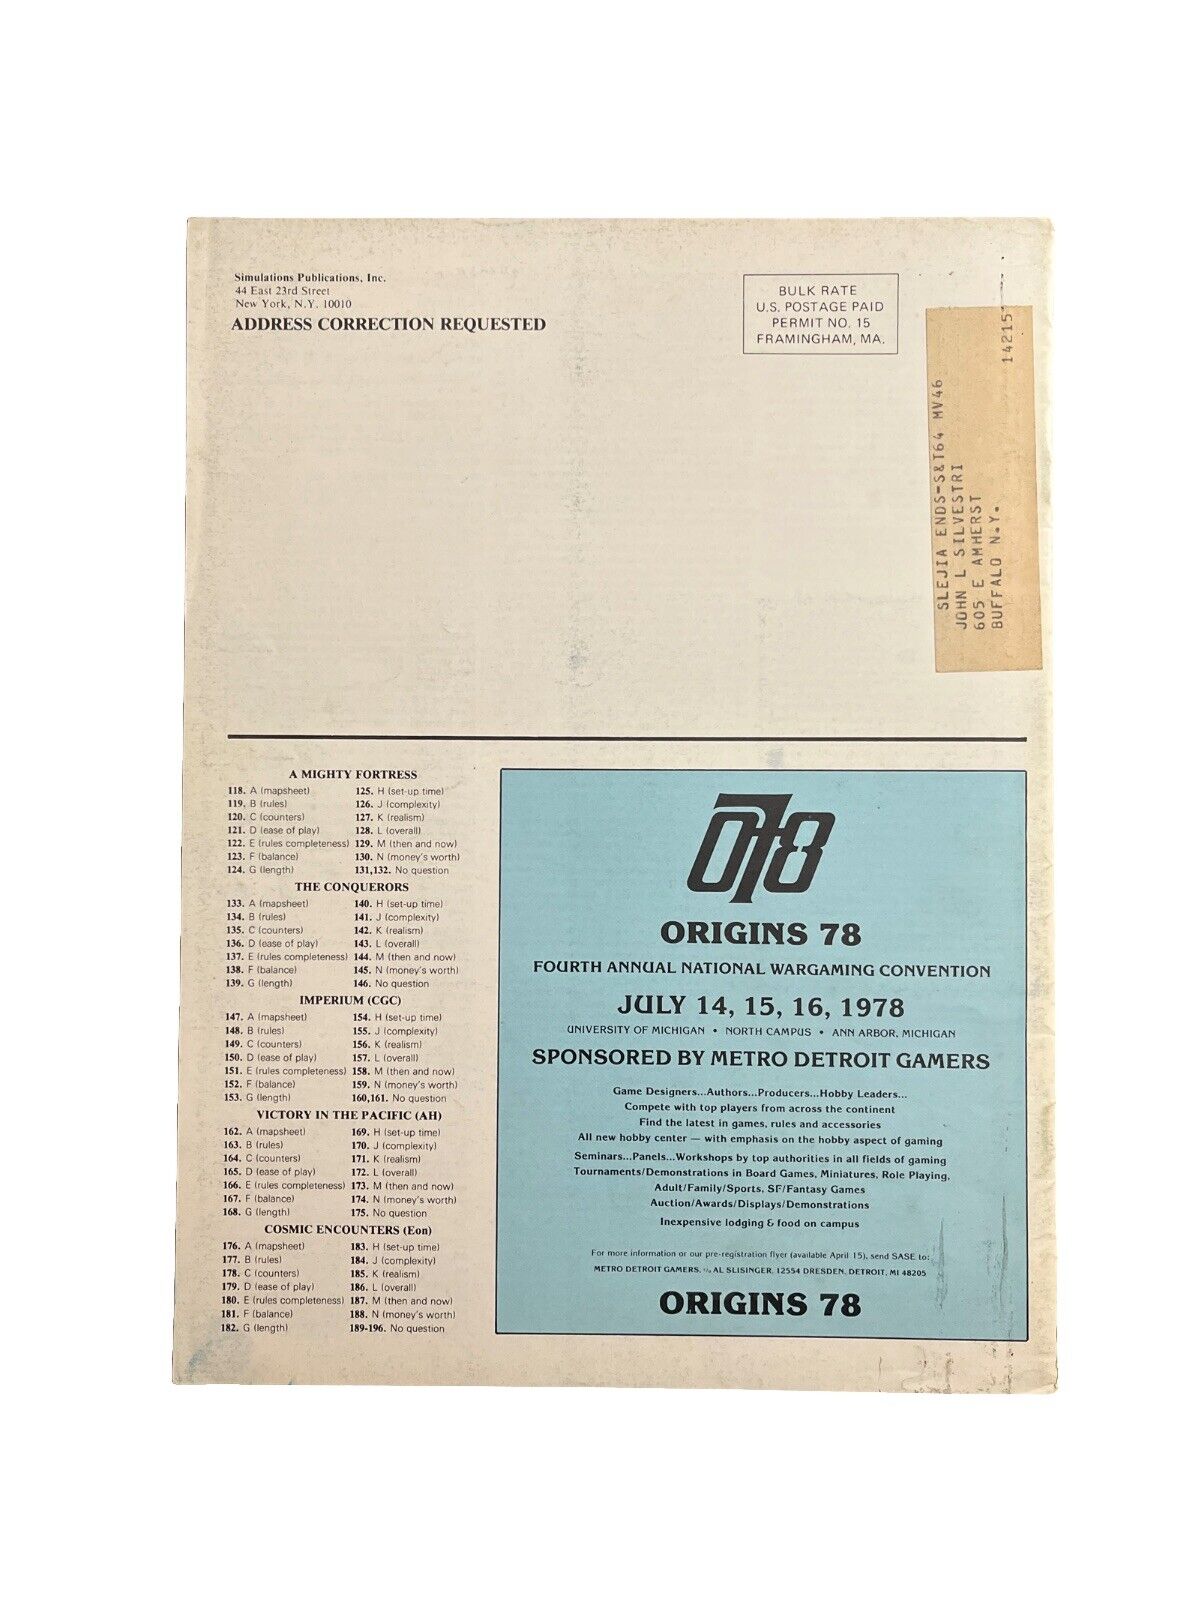 Simulations Publications, Inc.
44 East 23rd Street
New York, N.Y. 10010
ADDRESS CORRECTION REQUESTED
BULK RATE
U.S. POSTAGE PAID
PERMIT NO. 15
FRAMINGHAM, MA.
14215
SLEJIA ENDS-S&T64 MV46
JOHN L SILVESTRI
605 E AMHERST
BUFFALO N.Y.
A MIGHTY FORTRESS
118. A (mapsheet) 125. H (set-up time)
119. B (rules) 126. J (complexity)
120. C (counters) 127. K (realism)
121. D (ease of play) 128. L (overall)
122. E (rules completeness) 129. M (then and now)
123. F (balance) 130. N (money's worth)
124. G (length) 131,132. No question
THE CONQUERORS
133. A (mapsheet) 140. H (set-up time)
134. B (rules) 141. J (complexity)
135. C (counters) 142. K (realism)
136. D (ease of play) 143. L (overall)
137. E (rules completeness) 144. M (then and now)
138. F (balance) 145. N (money's worth)
139. G (length) 146. No question
IMPERIUM (CGC)
147. A (mapsheet) 154. H (set-up time)
148. B (rules) 155. J (complexity)
149. C (counters) 156. K (realism)
150. D (ease of play) 157. L (overall)
151. E (rules completeness) 158. M (then and now)
152. F (balance) 159. N (money's worth)
153. G (length) 160,161. No question
VICTORY IN THE PACIFIC (AH)
162. A (mapsheet) 169. H (set-up time)
163. B (rules) 170. J (complexity)
164. C (counters) 171. K (realism)
165. D (ease of play) 172. L (overall)
166. E (rules completeness) 173. M (then and now)
167. F (balance) 174. N (money's worth)
168. G (length) 175. No question
COSMIC ENCOUNTERS (Eon)
176. A (mapsheet) 183. H (set-up time)
177. B (rules) 184. J (complexity)
178. C (counters) 185. K (realism)
179. D (ease of play) 186. L (overall)
180. E (rules completeness) 187. M (then and now)
181. F (balance) 188. N (money's worth)
182. G (length) 189-196. No question
O78
ORIGINS 78
FOURTH ANNUAL NATIONAL WARGAMING CONVENTION
JULY 14, 15, 16, 1978
UNIVERSITY OF MICHIGAN • NORTH CAMPUS • ANN ARBOR, MICHIGAN
SPONSORED BY METRO DETROIT GAMERS
Game Designers...Authors...Producers...Hobby Leaders...
Compete with top players from across the continent
Find the latest in games, rules and accessories
All new hobby center — with emphasis on the hobby aspect of gaming
Seminars...Panels...Workshops by top authorities in all fields of gaming
Tournaments/Demonstrations in Board Games, Miniatures, Role Playing,
Adult/Family/Sports, SF/Fantasy Games
Auction/Awards/Displays/Demonstrations
Inexpensive lodging & food on campus
For more information or our pre-registration flyer (available April 15), send SASE to:
METRO DETROIT GAMERS, c/o AL SLISINGER, 12554 DRESDEN, DETROIT, MI 48205
ORIGINS 78